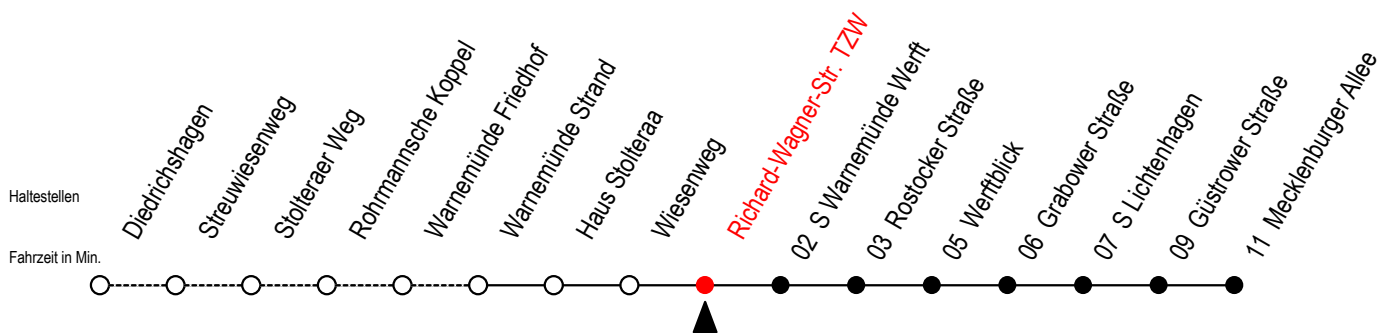 Haltestellen
Fahrzeit in Min.
Diedrichshagen
Streuwiesenweg
Stolteraer Weg
Rohrmannsche Koppel
Warnemünde Friedhof
Warnemünde Strand
Haus Stolteraa
Wiesenweg
Richard-Wagner-Str. TZW
02 S Warnemünde Werft
03 Rostocker Straße
05 Werftblick
06 Grabower Straße
07 S Lichtenhagen
09 Güstrower Straße
11 Mecklenburger Allee